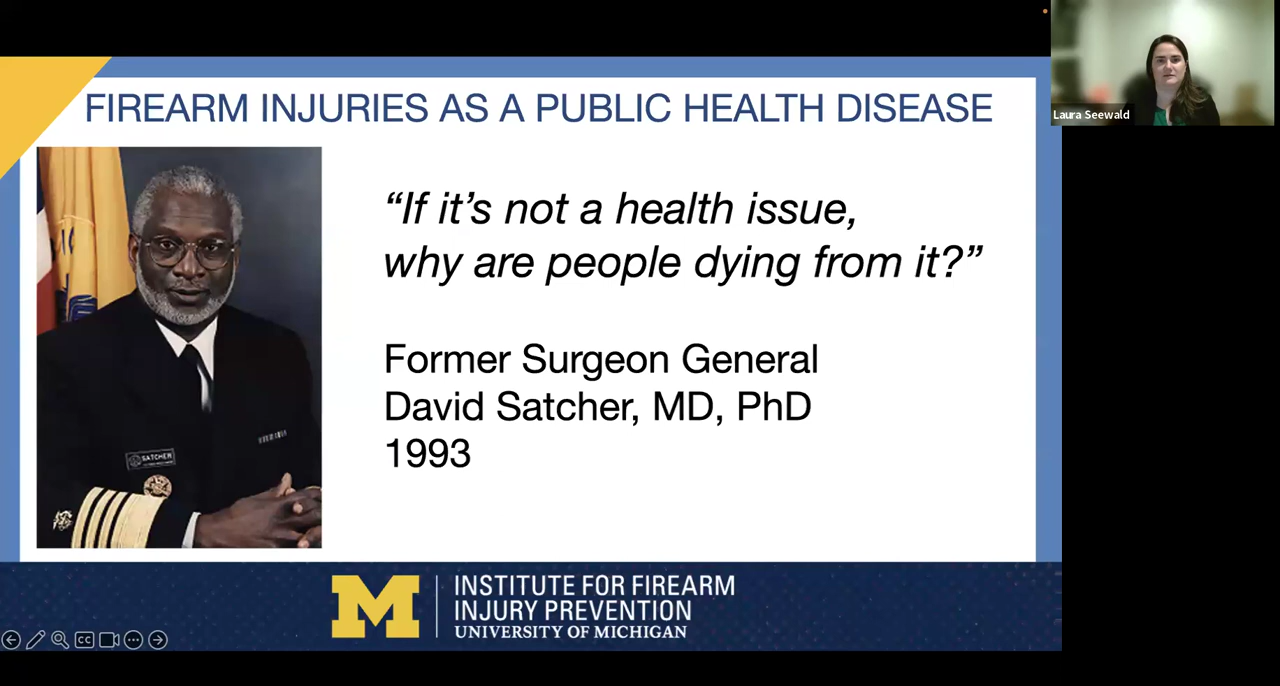 FIREARM INJURIES AS A PUBLIC HEALTH DISEASE
“If it’s not a health issue,
why are people dying from it?”
Former Surgeon General
David Satcher, MD, PhD
1993
SATCHER
M
INSTITUTE FOR FIREARM
INJURY PREVENTION
UNIVERSITY OF MICHIGAN
CC
Laura Seewald